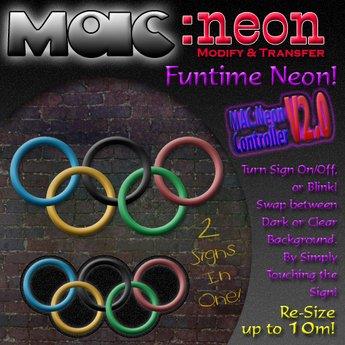 MAIC:neon
Modify & Transfer
Funtime Neon!
MAC:Neon
Controller
V2.0
Turn Sign On/Off,
or Blink!
Swap between
Dark or Clear
Background,
By Simply
Touching the
Sign!
2
Signs
In
One!
Re-Size
up to 10m!